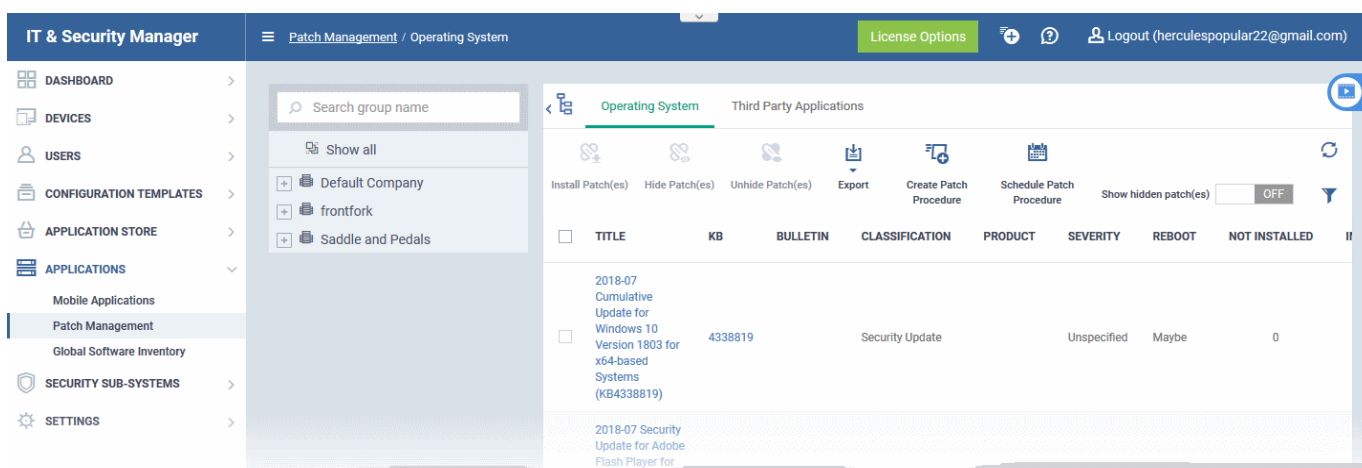 IT & Security Manager
Patch Management / Operating System
License Options
Logout (herculespopular22@gmail.com)
DASHBOARD
DEVICES
USERS
CONFIGURATION TEMPLATES
APPLICATION STORE
APPLICATIONS
Mobile Applications
Patch Management
Global Software Inventory
SECURITY SUB-SYSTEMS
SETTINGS
Search group name
Show all
Default Company
frontfork
Saddle and Pedals
Operating System Third Party Applications
Install Patch(es) Hide Patch(es) Unhide Patch(es) Export Create Patch Schedule Patch
Procedure Procedure
Show hidden patch(es) OFF
TITLE KB BULLETIN CLASSIFICATION PRODUCT SEVERITY REBOOT NOT INSTALLED
2018-07
Cumulative
Update for
Windows 10
Version 1803 for
x64-based
Systems
(KB4338819)
4338819 Security Update Unspecified Maybe 0
2018-07 Security
Update for Adobe
Flash Player for